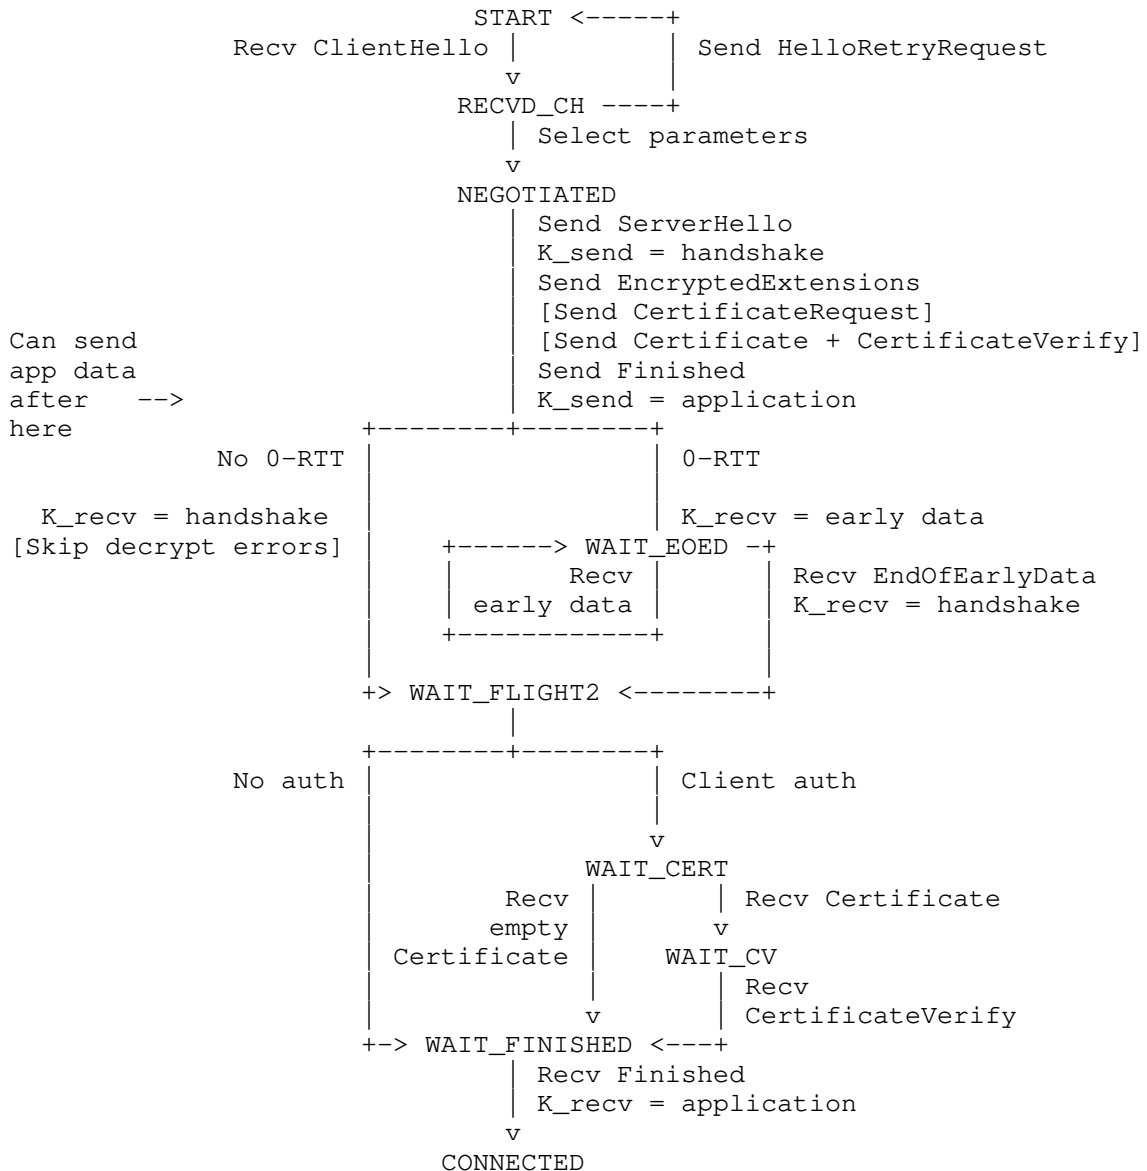 START <-----+
Recv ClientHello | | Send HelloRetryRequest
v |
RECVD_CH ----+
| Select parameters
v
NEGOTIATED
| Send ServerHello
| K_send = handshake
| Send EncryptedExtensions
| [Send CertificateRequest]
Can send | [Send Certificate + CertificateVerify]
app data | Send Finished
after --> | K_send = application
here +--------+--------+
No 0-RTT | | 0-RTT
| |
K_recv = handshake | | K_recv = early data
[Skip decrypt errors] | +------> WAIT_EOED -+
| | Recv | | Recv EndOfEarlyData
| | early data | | K_recv = handshake
| +------------+ |
| |
+> WAIT_FLIGHT2 <--------+
|
+--------+--------+
No auth | | Client auth
| |
| v
| WAIT_CERT
| Recv | | Recv Certificate
| empty | v
| Certificate | WAIT_CV
| | | Recv
| v | CertificateVerify
+-> WAIT_FINISHED <---+
| Recv Finished
| K_recv = application
v
CONNECTED